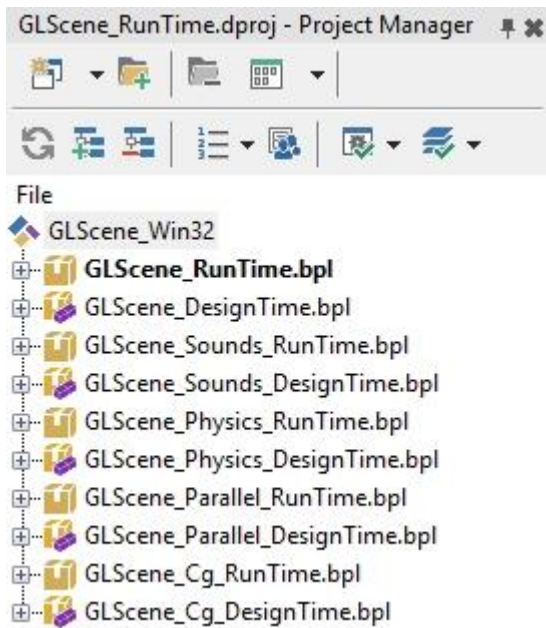 GLScene_RunTime.dproj - Project Manager
File
GLScene_Win32
GLScene_RunTime.bpl
GLScene_DesignTime.bpl
GLScene_Sounds_RunTime.bpl
GLScene_Sounds_DesignTime.bpl
GLScene_Physics_RunTime.bpl
GLScene_Physics_DesignTime.bpl
GLScene_Parallel_RunTime.bpl
GLScene_Parallel_DesignTime.bpl
GLScene_Cg_RunTime.bpl
GLScene_Cg_DesignTime.bpl